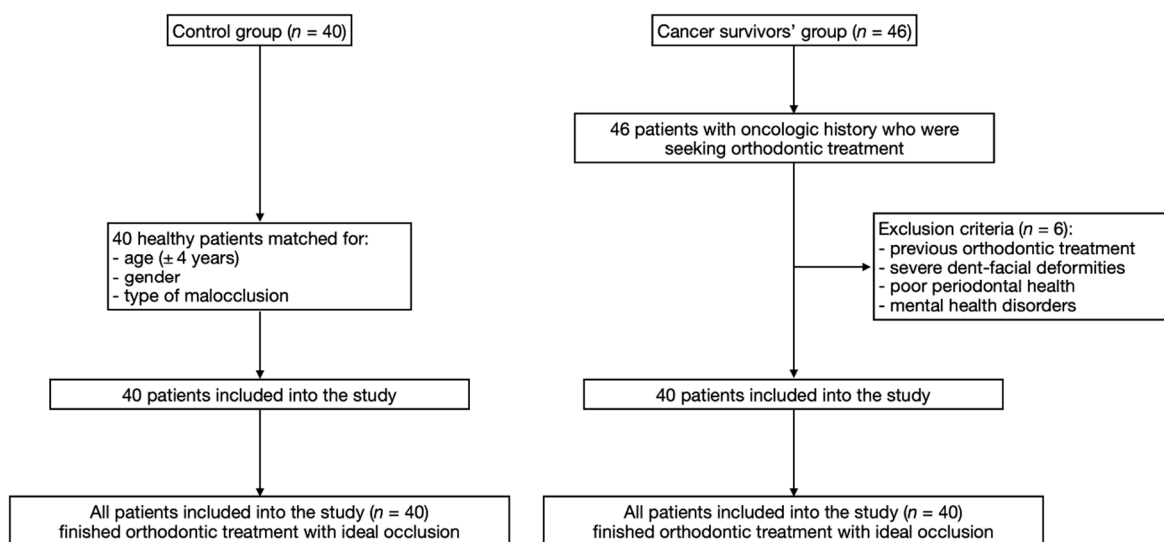 Control group (n = 40)
40 healthy patients matched for:
- age (± 4 years)
- gender
- type of malocclusion
40 patients included into the study
All patients included into the study (n = 40)
finished orthodontic treatment with ideal occlusion
Cancer survivors’ group (n = 46)
46 patients with oncologic history who were
seeking orthodontic treatment
Exclusion criteria (n = 6):
- previous orthodontic treatment
- severe dent-facial deformities
- poor periodontal health
- mental health disorders
40 patients included into the study
All patients included into the study (n = 40)
finished orthodontic treatment with ideal occlusion